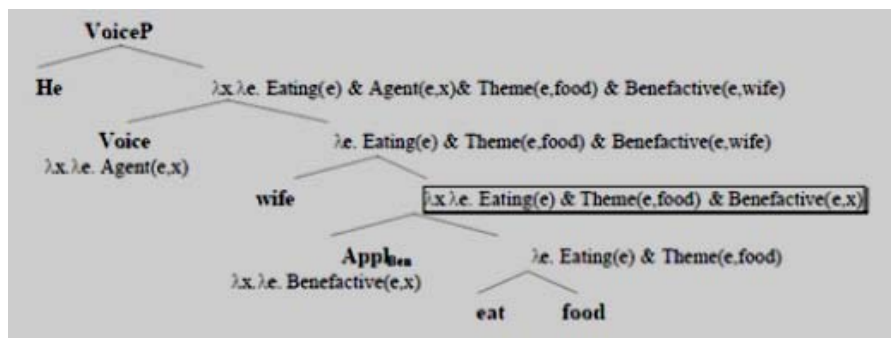 VoiceP
He λx.λe. Eating(e) & Agent(e,x)& Theme(e,food) & Benefactive(e,wife)
Voice λe. Eating(e) & Theme(e,food) & Benefactive(e,wife)
λx.λe. Agent(e,x)
wife λx.λe. Eating(e) & Theme(e,food) & Benefactive(e,x)
Appl_Ben λe. Eating(e) & Theme(e,food)
λx.λe. Benefactive(e,x)
eat food